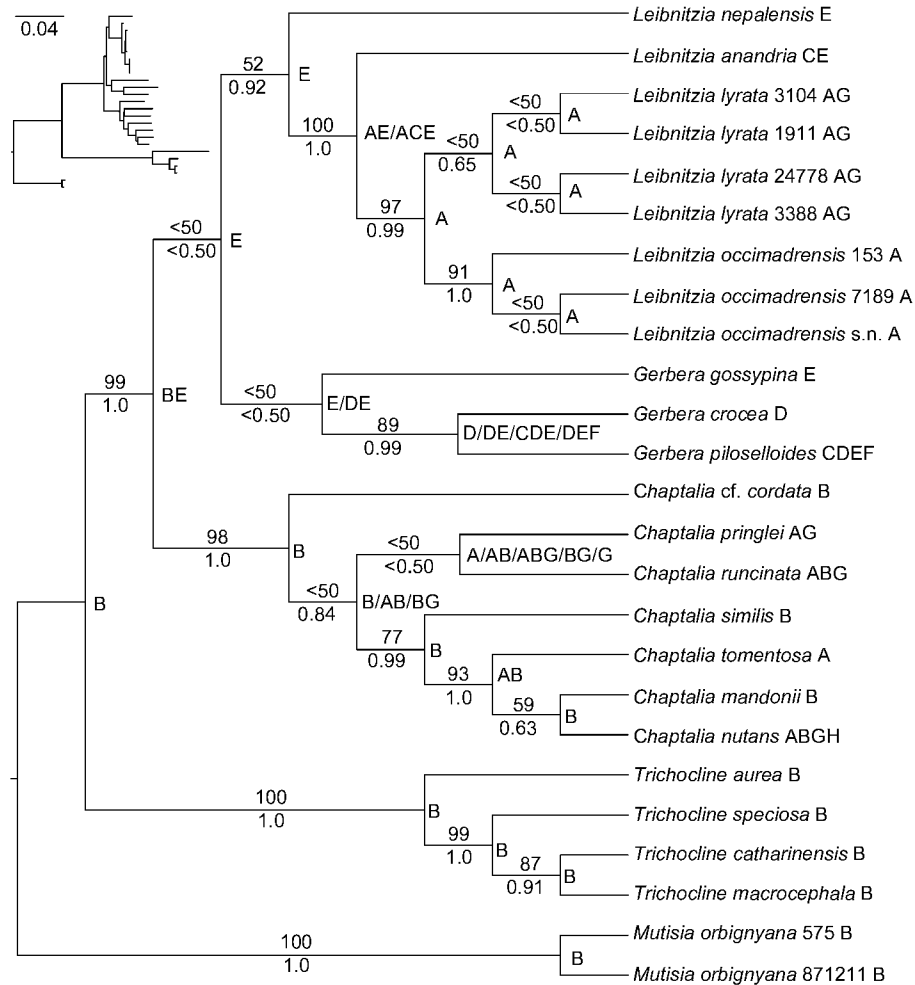 0.04
Leibnitzia nepalensis E
52
0.92
E
Leibnitzia anandria CE
100
1.0
AE/ACE
Leibnitzia lyrata 3104 AG
<50
<0.50
A
Leibnitzia lyrata 1911 AG
<50
0.65
A
Leibnitzia lyrata 24778 AG
<50
<0.50
A
Leibnitzia lyrata 3388 AG
97
0.99
A
<50
<0.50
E
Leibnitzia occimadrensis 153 A
91
1.0
A
Leibnitzia occimadrensis 7189 A
<50
<0.50
A
Leibnitzia occimadrensis s.n. A
Gerbera gossypina E
<50
<0.50
E/DE
99
1.0
BE
Gerbera crocea D
89
0.99
D/DE/CDE/DEF
Gerbera piloselloides CDEF
Chaptalia cf. cordata B
98
1.0
B
Chaptalia pringlei AG
<50
<0.50
A/AB/ABG/BG/G
Chaptalia runcinata ABG
<50
0.84
B/AB/BG
B
Chaptalia similis B
77
0.99
B
Chaptalia tomentosa A
93
1.0
AB
Chaptalia mandonii B
59
0.63
B
Chaptalia nutans ABGH
Trichocline aurea B
100
1.0
B
Trichocline speciosa B
99
1.0
B
Trichocline catharinensis B
87
0.91
B
Trichocline macrocephala B
Mutisia orbignyana 575 B
100
1.0
B
Mutisia orbignyana 871211 B